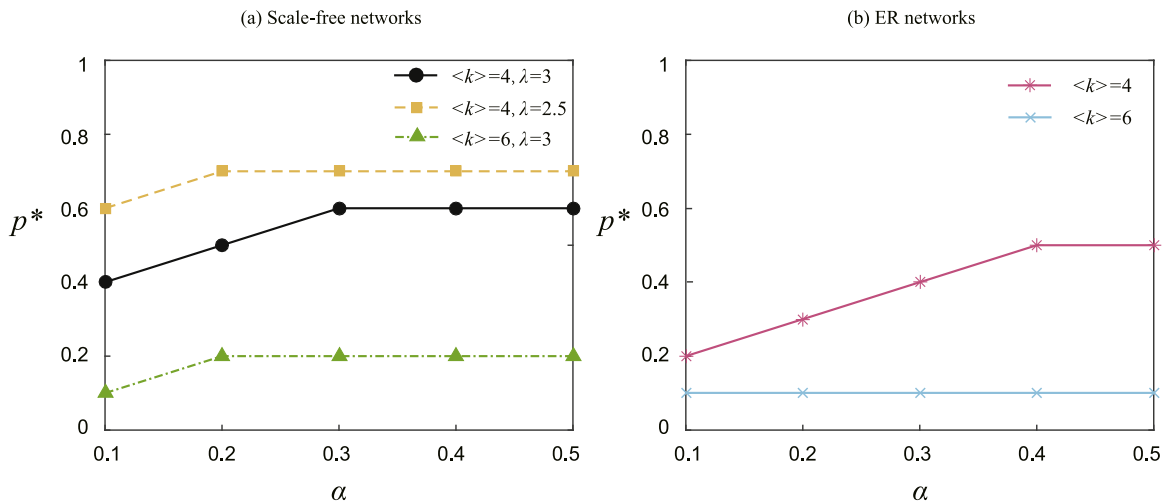 (a) Scale-free networks
1
0.8
0.6
0.4
0.2
0
p*
0.1 0.2 0.3 0.4 0.5
α
<k>=4, λ=3
<k>=4, λ=2.5
<k>=6, λ=3
(b) ER networks
1
0.8
0.6
0.4
0.2
0
p*
0.1 0.2 0.3 0.4 0.5
α
<k>=4
<k>=6